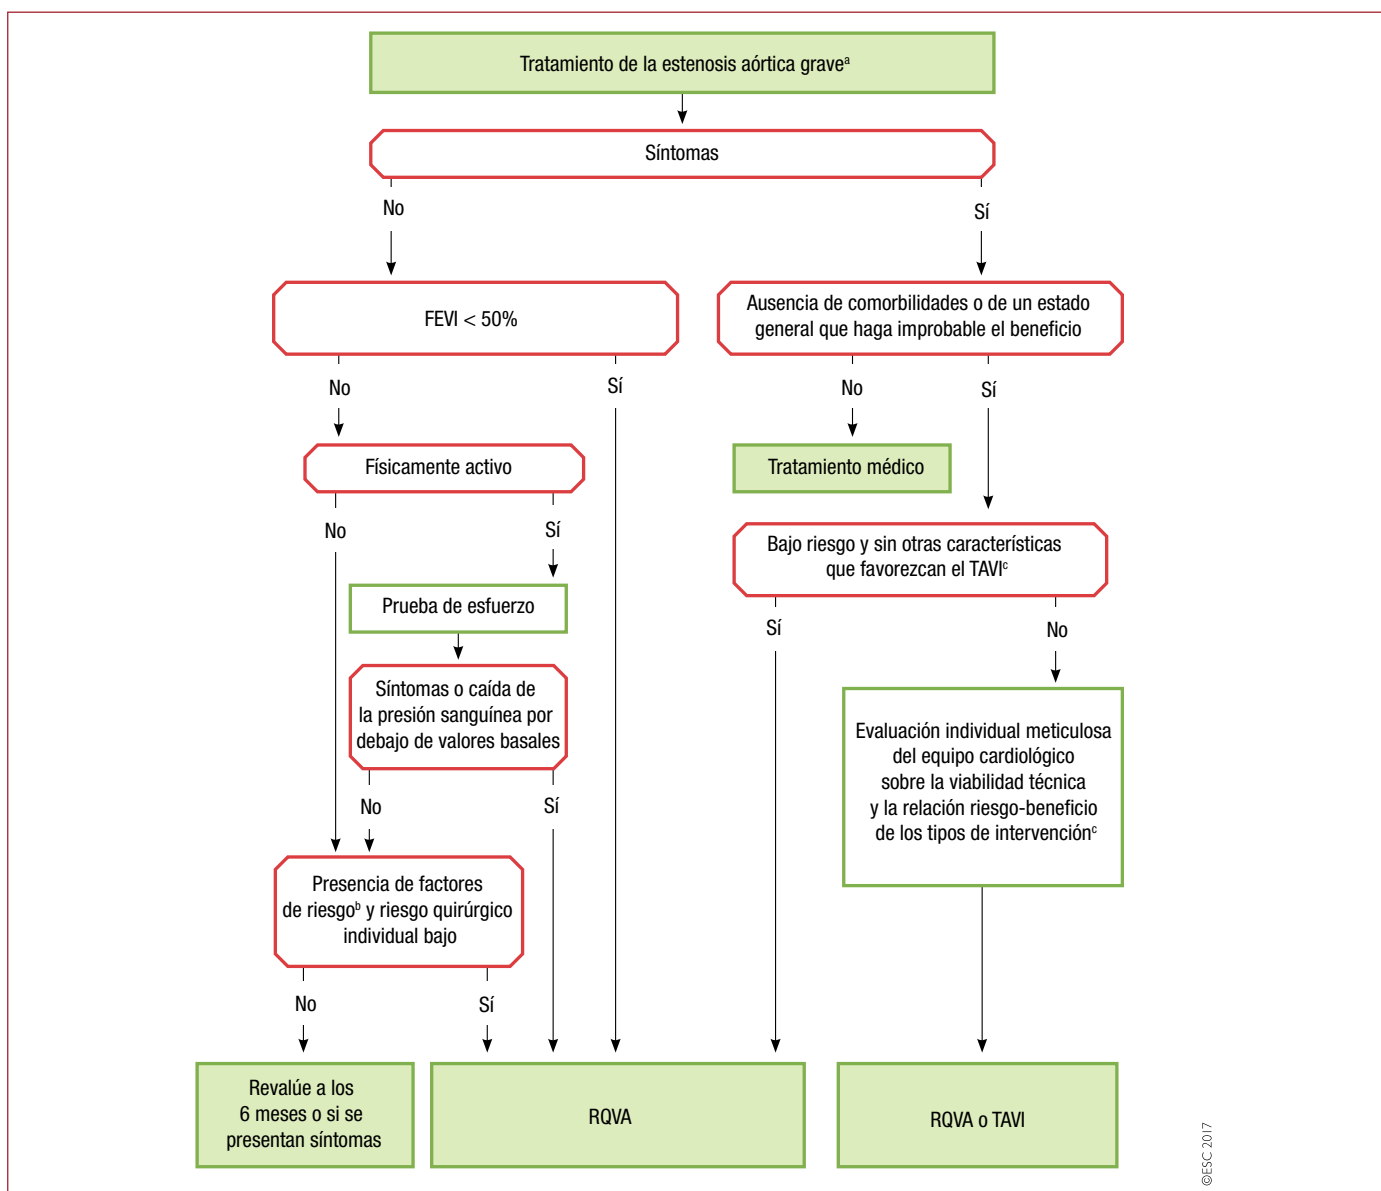 Tratamiento de la estenosis aórtica graveᵃ
Síntomas
No
Sí
FEVI < 50%
Ausencia de comorbilidades o de un estado
general que haga improbable el beneficio
No
Sí
No
Sí
Físicamente activo
Tratamiento médico
No
Sí
Bajo riesgo y sin otras características
que favorezcan el TAVIᶜ
Prueba de esfuerzo
Sí
No
Síntomas o caída de
la presión sanguínea por
debajo de valores basales
Evaluación individual meticulosa
del equipo cardiológico
sobre la viabilidad técnica
y la relación riesgo-beneficio
de los tipos de intervenciónᶜ
No
Sí
Presencia de factores
de riesgoᵇ y riesgo quirúrgico
individual bajo
No
Sí
Revalúe a los
6 meses o si se
presentan síntomas
RQVA
RQVA o TAVI
©ESC 2017